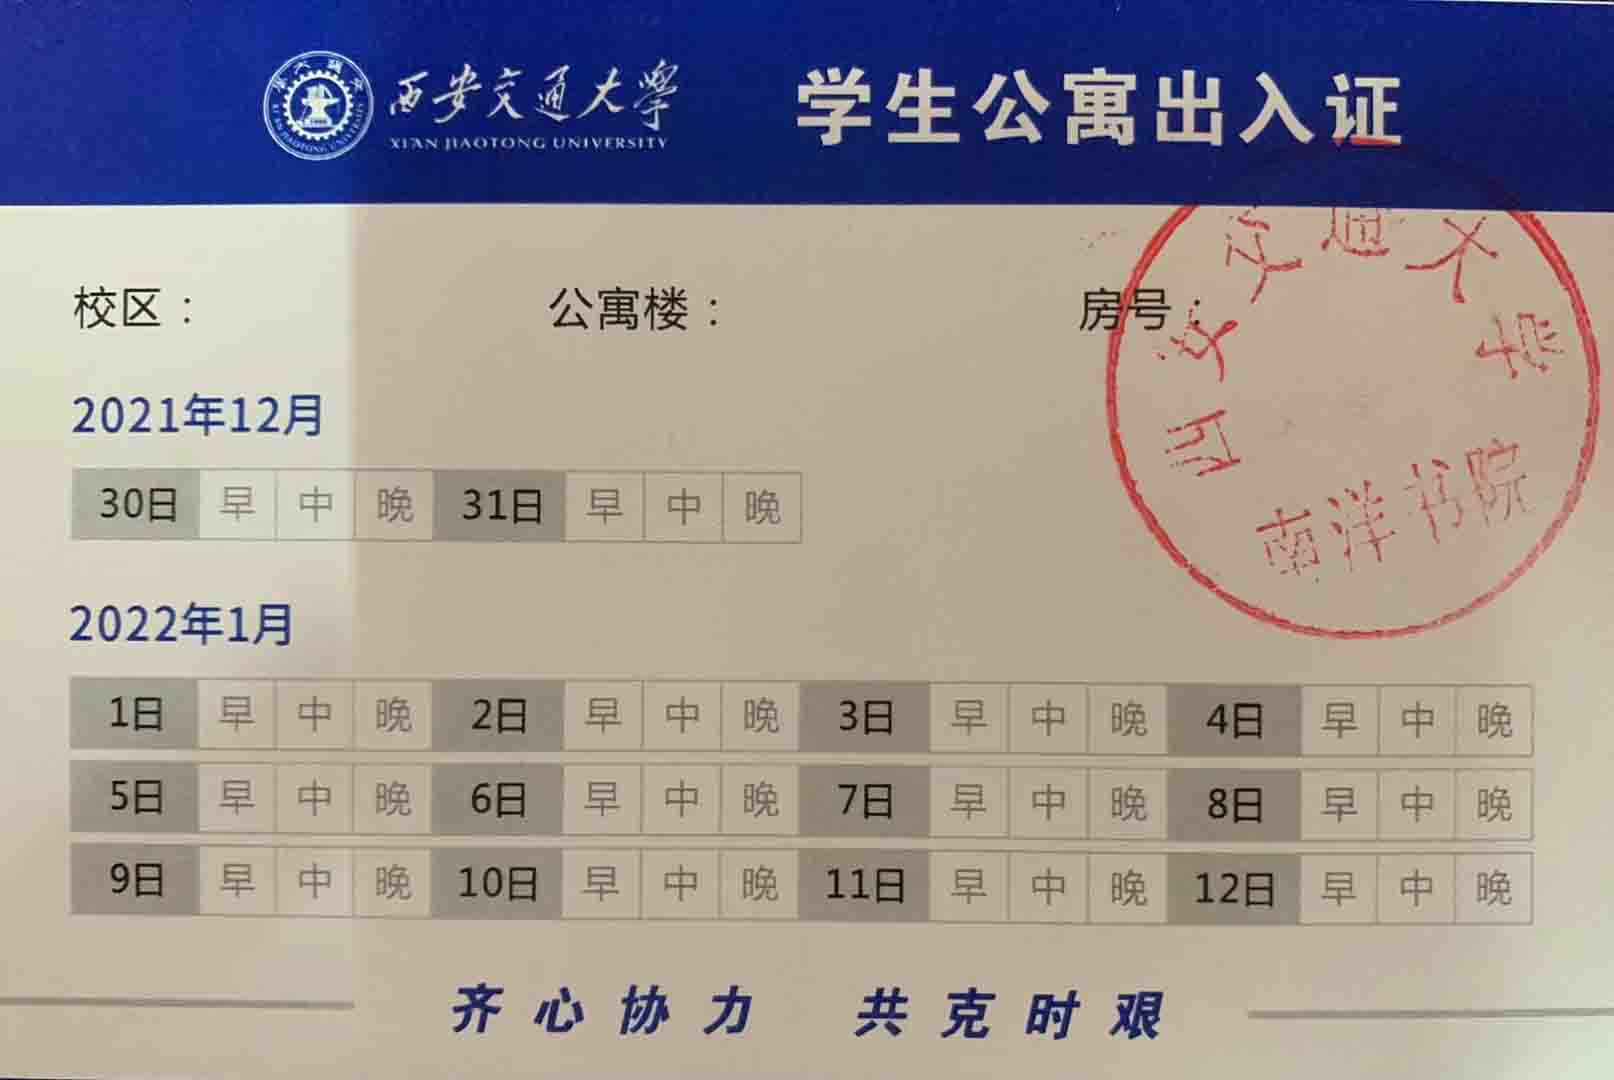 西安交通大学 学生公寓出入证
XI'AN JIAOTONG UNIVERSITY
校区： 公寓楼： 房号：
西安交通大学
南洋书院
2021年12月
30日 早 中 晚 31日 早 中 晚
2022年1月
1日 早 中 晚 2日 早 中 晚 3日 早 中 晚 4日 早 中 晚
5日 早 中 晚 6日 早 中 晚 7日 早 中 晚 8日 早 中 晚
9日 早 中 晚 10日 早 中 晚 11日 早 中 晚 12日 早 中 晚
齐心协力 共克时艰